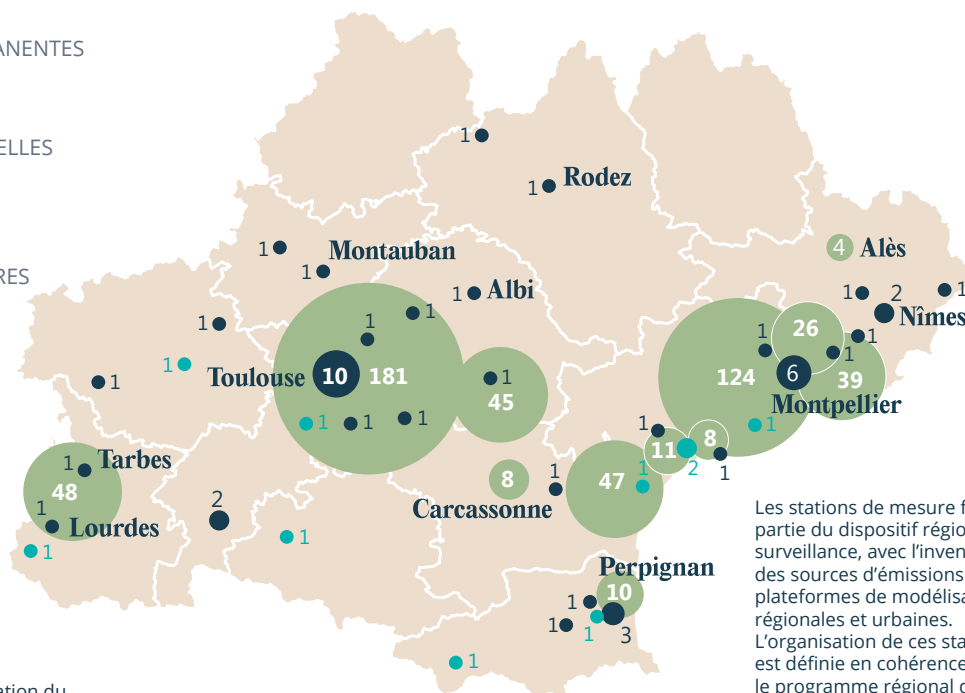 ANENTES
ELLES
RES
1
1 Rodez
4 Alès
1 Montauban
1
1 Albi
1 2 1
Nîmes
1
1 1
1 26 1
1
1
Toulouse 10 181
1
45
124 6 39
Montpellier
1
1 1 1
1
1 8
11
2 1
1 Tarbes
48
1
Lourdes
1
2
1
8
Carcassonne
1
47 1
Perpignan
10
1
1 1 3
1
Les stations de mesure f
partie du dispositif régio
surveillance, avec l’inven
des sources d’émissions
plateformes de modélisa
régionales et urbaines.
L’organisation de ces sta
est définie en cohérence
le programme régional d
ation du